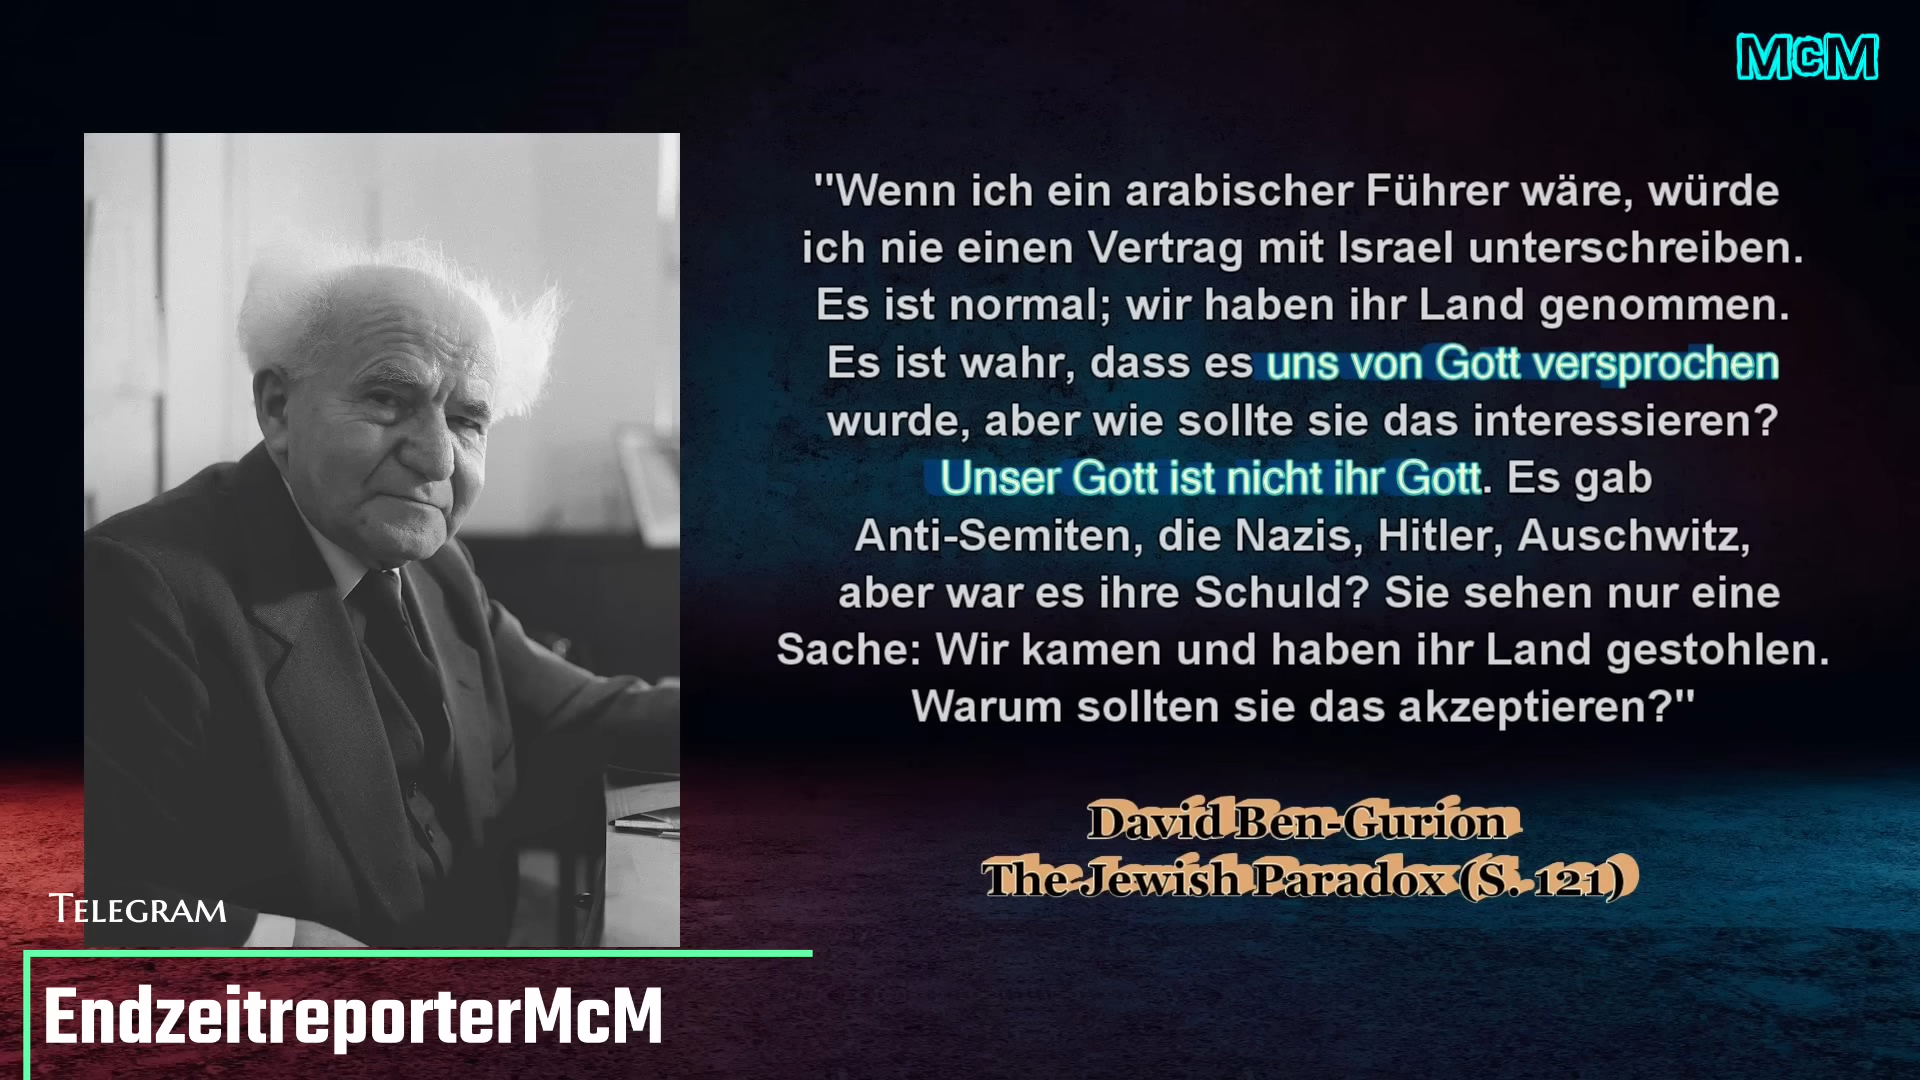 McM
"Wenn ich ein arabischer Führer wäre, würde
ich nie einen Vertrag mit Israel unterschreiben.
Es ist normal; wir haben ihr Land genommen.
Es ist wahr, dass es uns von Gott versprochen
wurde, aber wie sollte sie das interessieren?
Unser Gott ist nicht ihr Gott. Es gab
Anti-Semiten, die Nazis, Hitler, Auschwitz,
aber war es ihre Schuld? Sie sehen nur eine
Sache: Wir kamen und haben ihr Land gestohlen.
Warum sollten sie das akzeptieren?"
David Ben-Gurion
The Jewish Paradox (S. 121)
Telegram
EndzeitreporterMcM